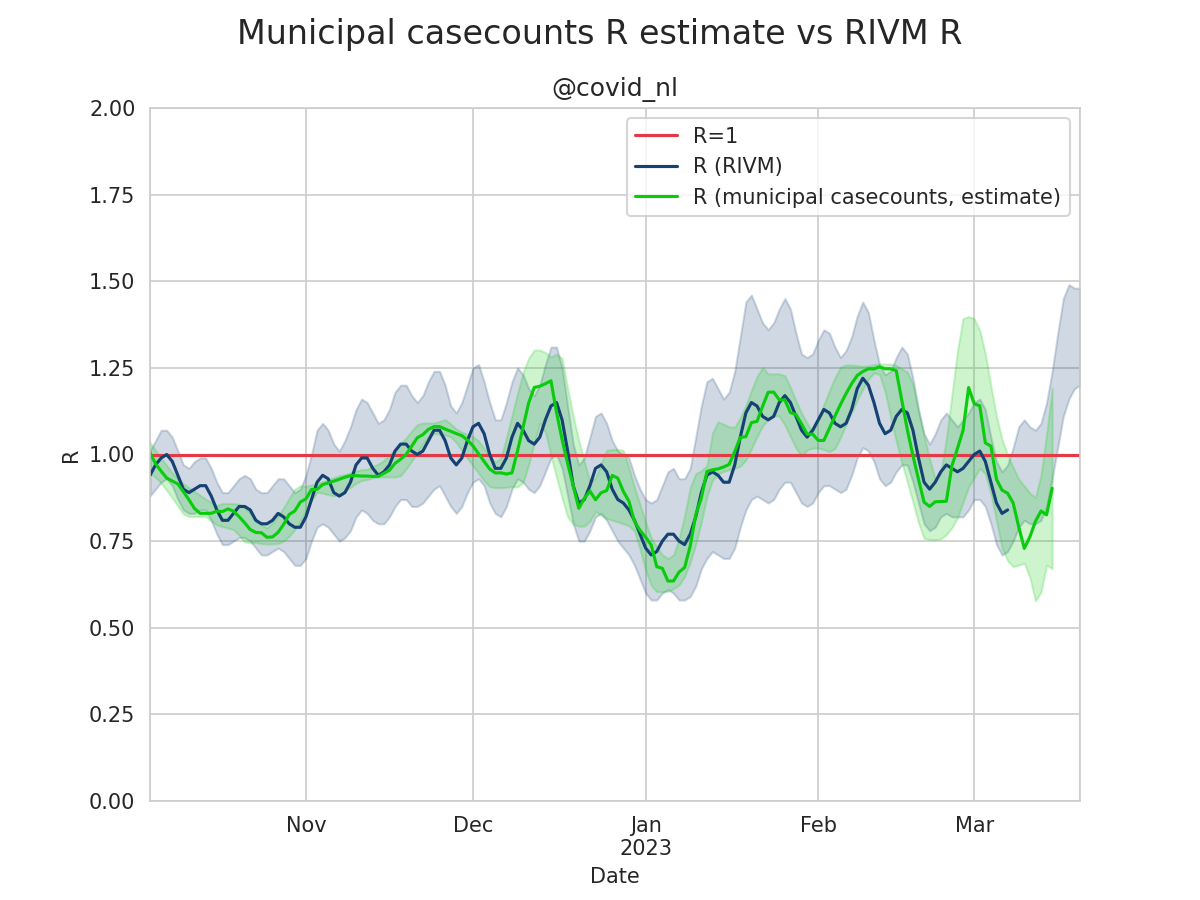 Municipal casecounts R estimate vs RIVM R
@covid_nl
R=1
R (RIVM)
R (municipal casecounts, estimate)
2.00
1.75
1.50
1.25
1.00
0.75
0.50
0.25
0.00
R
Nov
Dec
Jan
2023
Feb
Mar
Date